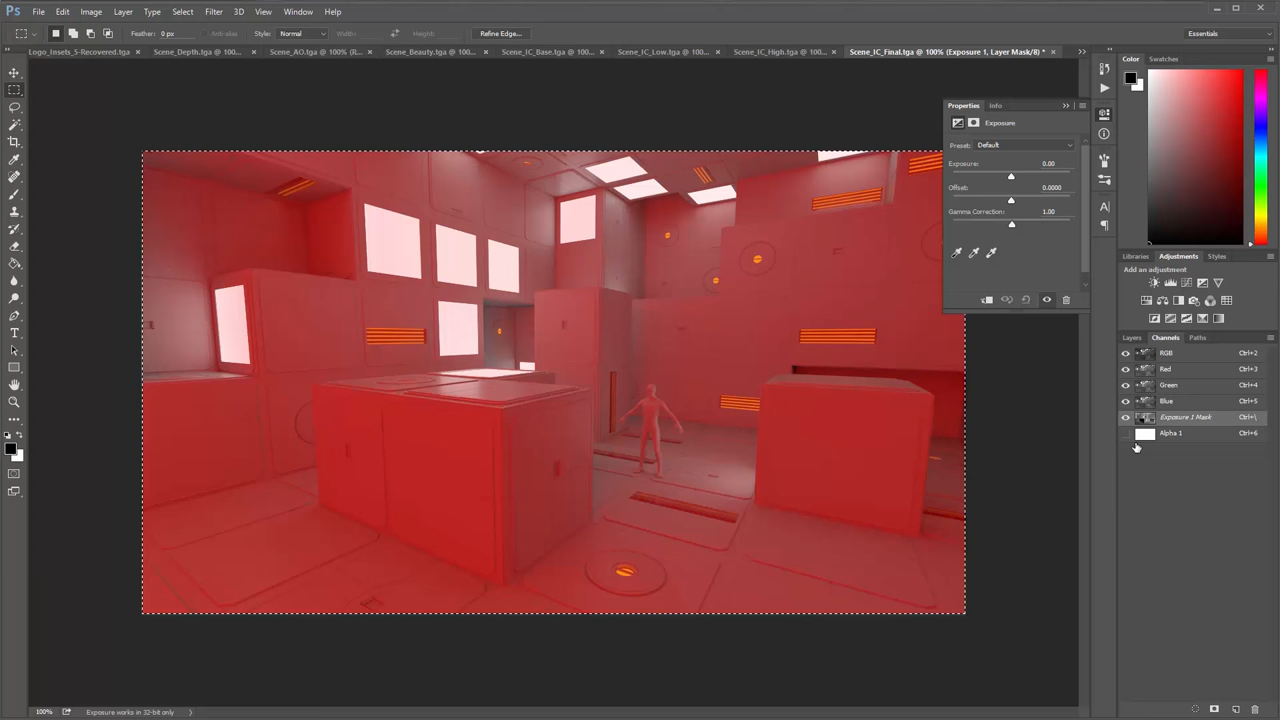 Ps File Edit Image Layer Type Select Filter 3D View Window Help
Feather: 0 px Anti-alias Style: Normal Width: Height: Refine Edge... Essentials
Logo_Insets_5-Recovered.tga × Scene_Depth.tga @ 100... × Scene_AO.tga @ 100% (R... × Scene_Beauty.tga @ 100... × Scene_IC_Base.tga @ 100... × Scene_IC_Low.tga @ 100... × Scene_IC_High.tga @ 100... × Scene_IC_Final.tga @ 100% (Exposure 1, Layer Mask/8) * ×
Color Swatches
Properties Info
Exposure
Preset: Default
Exposure: 0.00
Offset: 0.0000
Gamma Correction: 1.00
Libraries Adjustments Styles
Add an adjustment
Layers Channels Paths
RGB Ctrl+2
Red Ctrl+3
Green Ctrl+4
Blue Ctrl+5
Exposure 1 Mask Ctrl+\
Alpha 1 Ctrl+6
100% Exposure works in 32-bit only